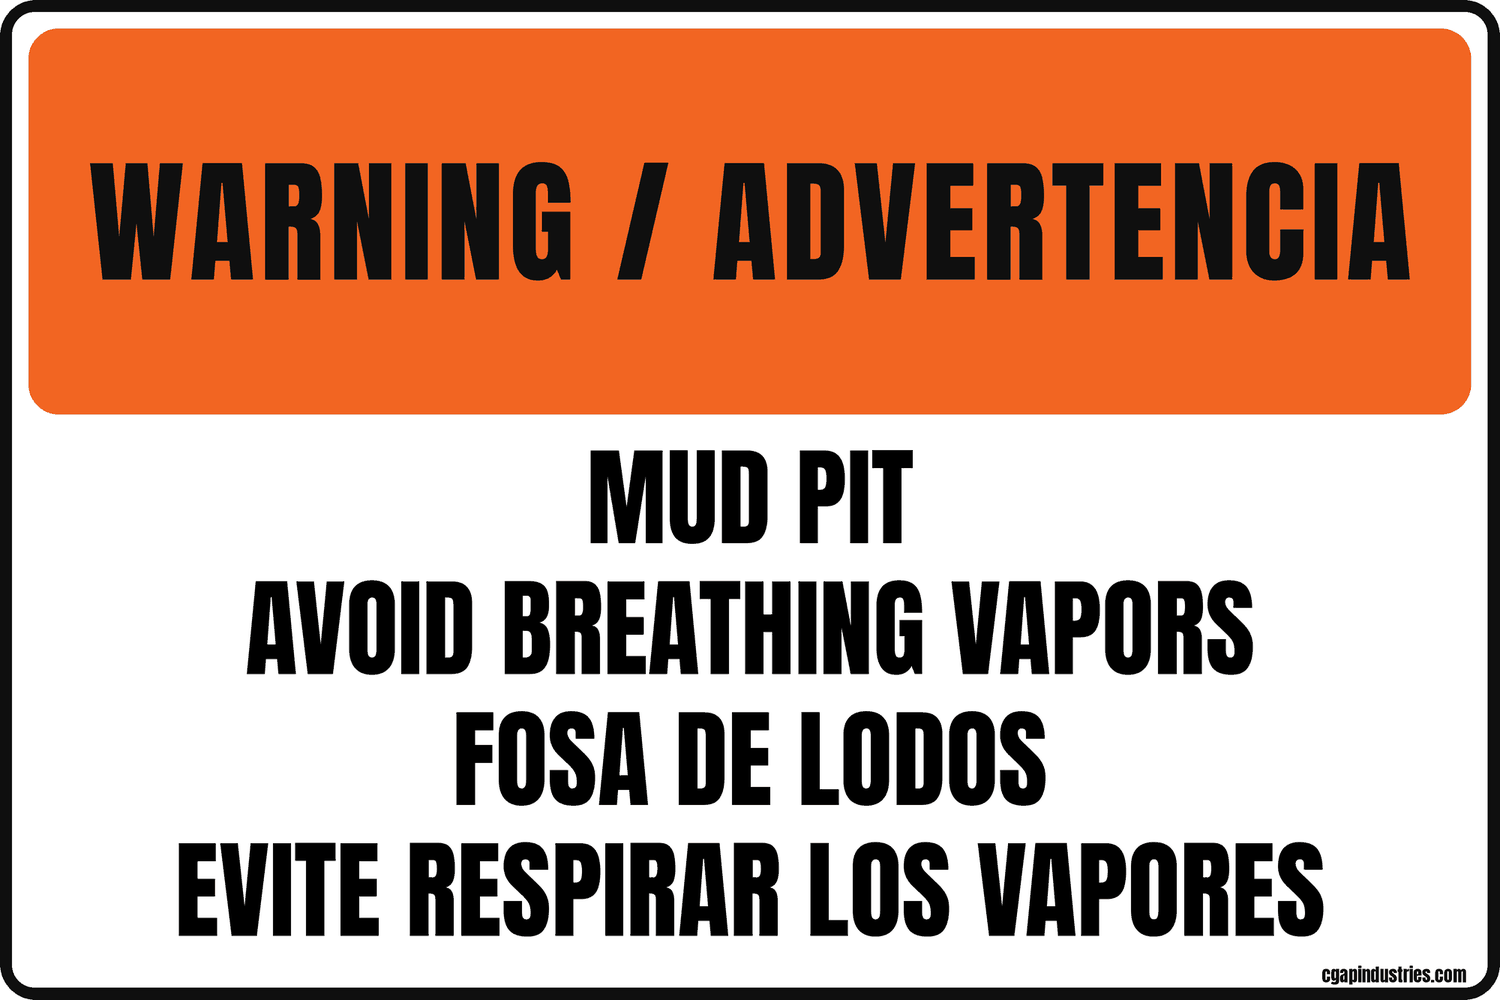 WARNING / ADVERTENCIA
MUD PIT
AVOID BREATHING VAPORS
FOSA DE LODOS
EVITE RESPIRAR LOS VAPORES
cgapindustries.com